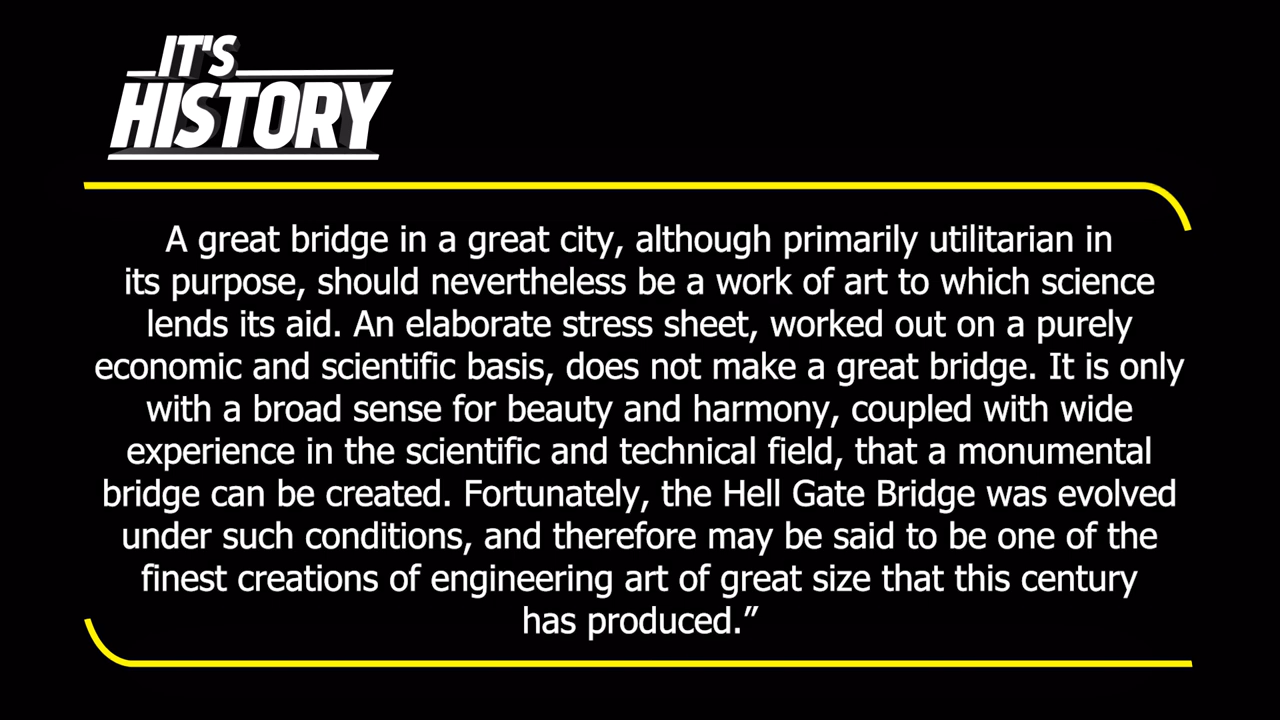 IT'S
HISTORY
A great bridge in a great city, although primarily utilitarian in
its purpose, should nevertheless be a work of art to which science
lends its aid. An elaborate stress sheet, worked out on a purely
economic and scientific basis, does not make a great bridge. It is only
with a broad sense for beauty and harmony, coupled with wide
experience in the scientific and technical field, that a monumental
bridge can be created. Fortunately, the Hell Gate Bridge was evolved
under such conditions, and therefore may be said to be one of the
finest creations of engineering art of great size that this century
has produced.”